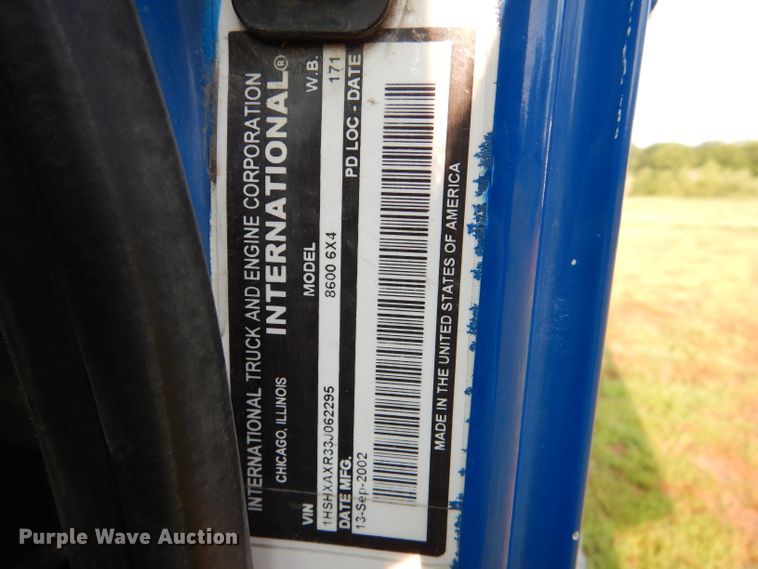 INTERNATIONAL TRUCK AND ENGINE CORPORATION
CHICAGO, ILLINOIS INTERNATIONAL®
VIN MODEL W.B.
1HSHXAXR33J062295 8600 6X4 171
DATE MFG. PD LOC - DATE
13-Sep-2002
MADE IN THE UNITED STATES OF AMERICA
Purple Wave Auction